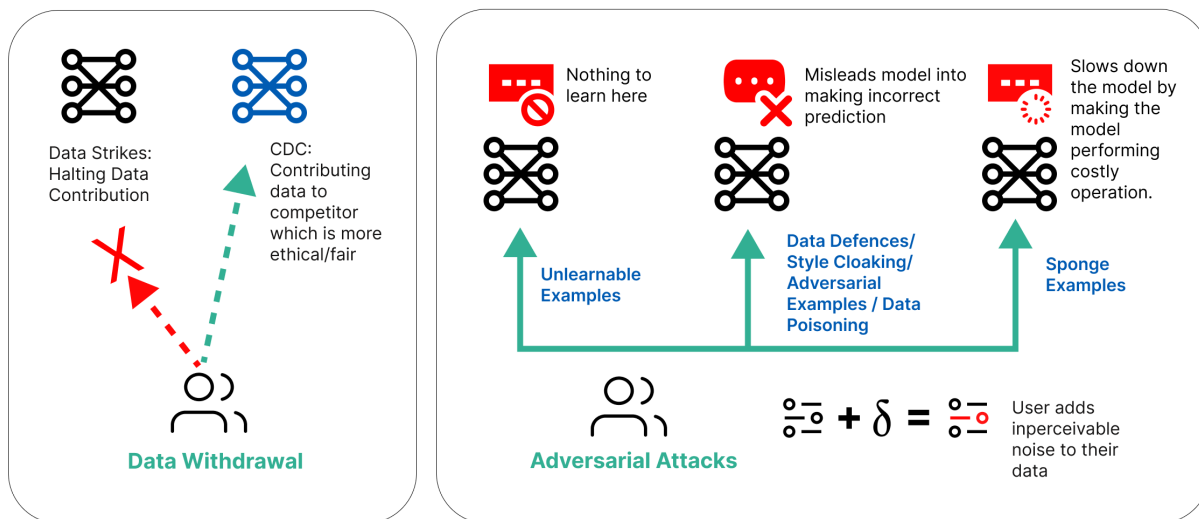 Data Strikes:
Halting Data
Contribution
CDC:
Contributing
data to
competitor
which is more
ethical/fair
Data Withdrawal
Nothing to
learn here
Misleads model into
making incorrect
prediction
Slows down
the model by
making the
model
performing
costly
operation.
Unlearnable
Examples
Data Defences/
Style Cloaking/
Adversarial
Examples / Data
Poisoning
Sponge
Examples
Adversarial Attacks
+ δ =
User adds
inperceivable
noise to their
data